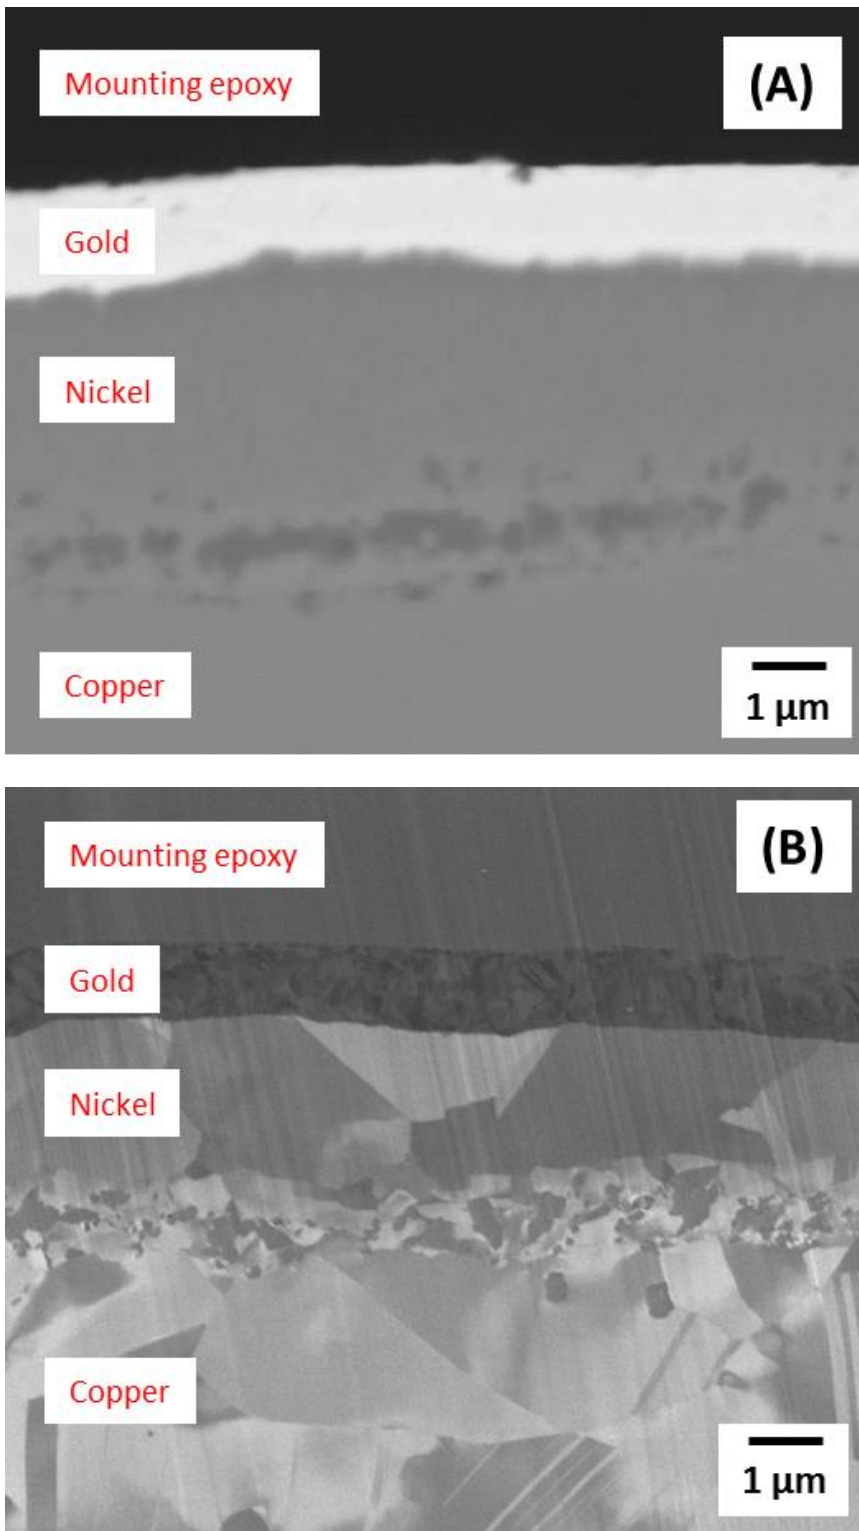 Mounting epoxy
(A)
Gold
Nickel
Copper
1 µm
Mounting epoxy
(B)
Gold
Nickel
Copper
1 µm